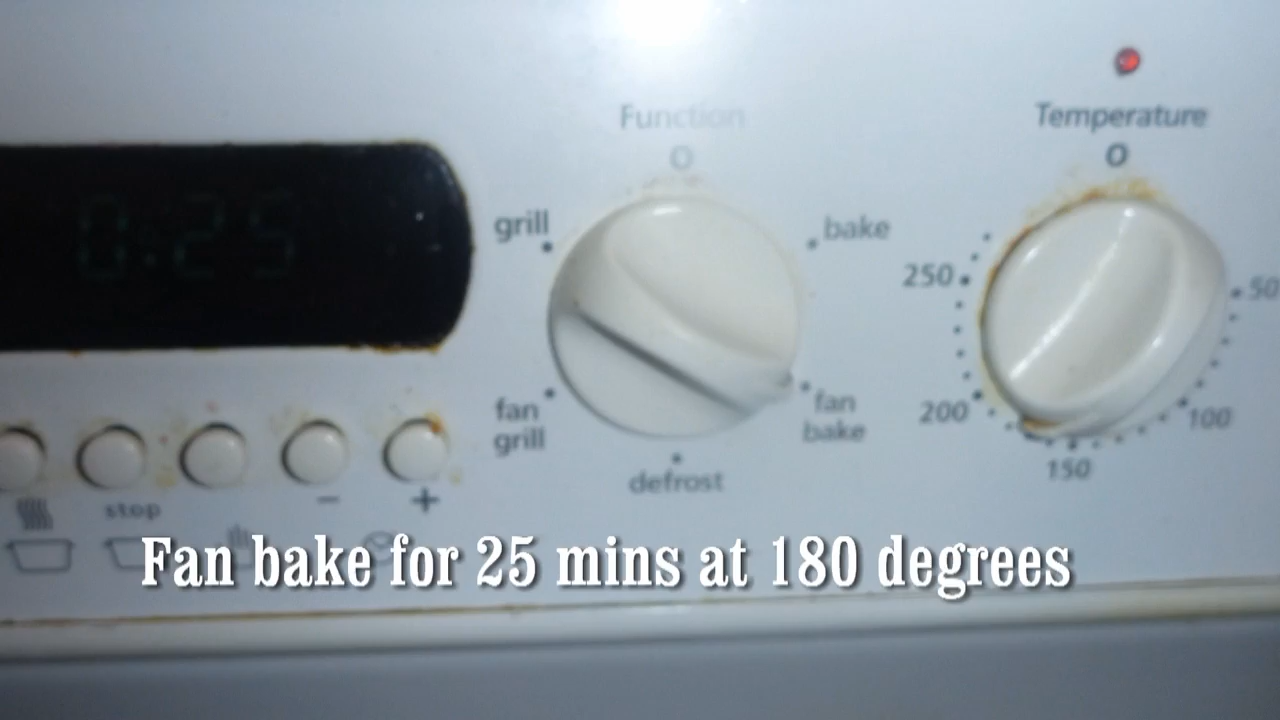 Function
Temperature
O
O
0:25
grill
bake
250
50
fan
grill
fan
bake
200
100
defrost
150
- +
stop
Fan bake for 25 mins at 180 degrees